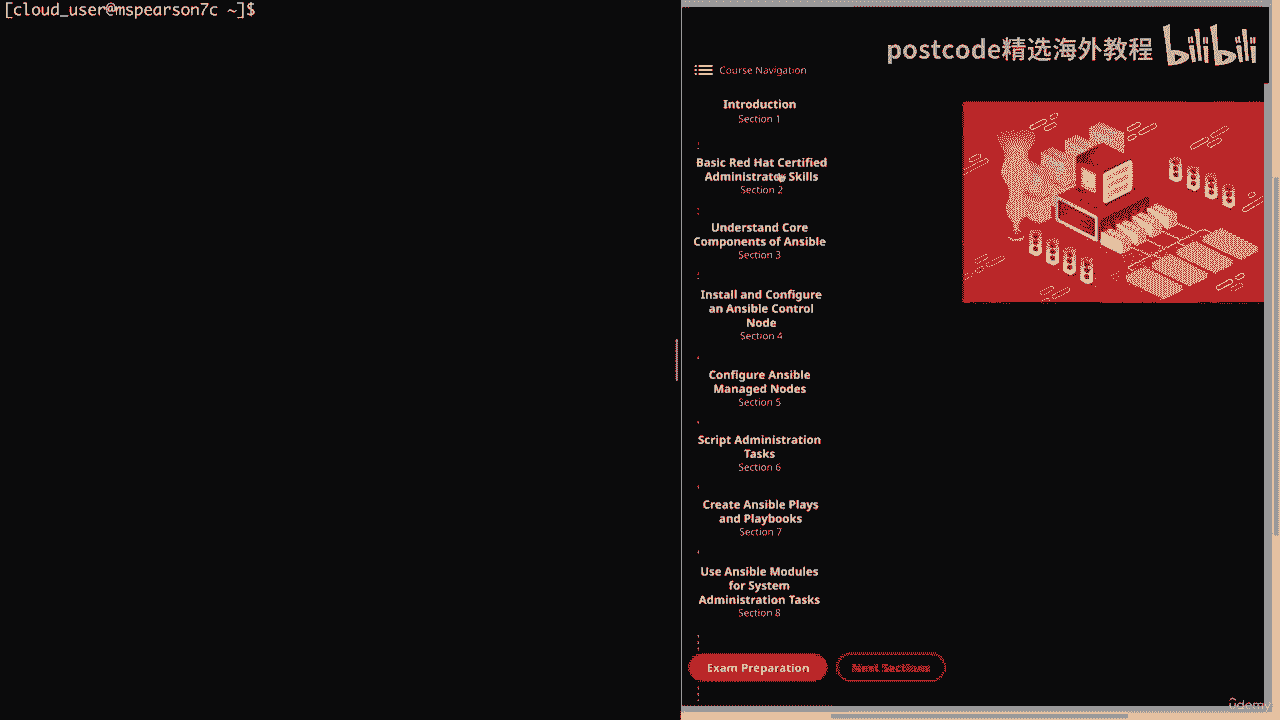 [cloud_user@mspearson7c ~]$
postcode精选海外教程 bilibili
Course Navigation
Introduction
Section 1
Basic Red Hat Certified
Administrator Skills
Section 2
Understand Core
Components of Ansible
Section 3
Install and Configure
an Ansible Control
Node
Section 4
Configure Ansible
Managed Nodes
Section 5
Script Administration
Tasks
Section 6
Create Ansible Plays
and Playbooks
Section 7
Use Ansible Modules
for System
Administration Tasks
Section 8
Exam Preparation
Next Sections
udemy